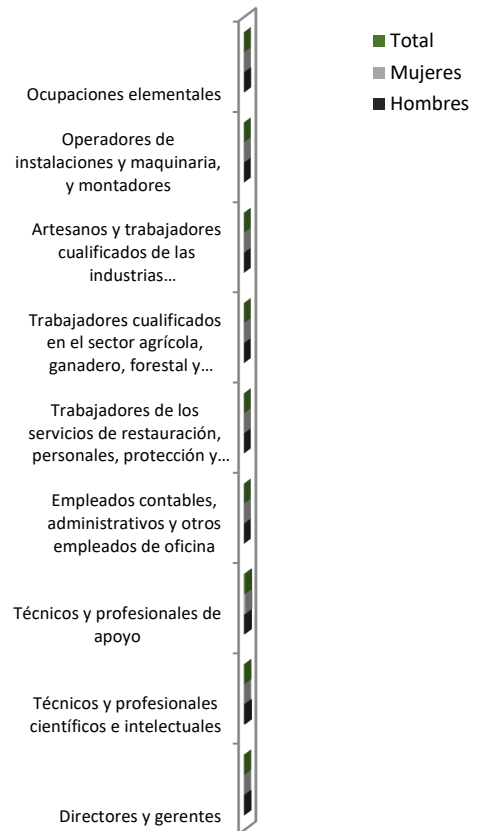 Total
Mujeres
Hombres
Ocupaciones elementales
Operadores de
instalaciones y maquinaria,
y montadores
Artesanos y trabajadores
cualificados de las
industrias…
Trabajadores cualificados
en el sector agrícola,
ganadero, forestal y…
Trabajadores de los
servicios de restauración,
personales, protección y…
Empleados contables,
administrativos y otros
empleados de oficina
Técnicos y profesionales de
apoyo
Técnicos y profesionales
científicos e intelectuales
Directores y gerentes